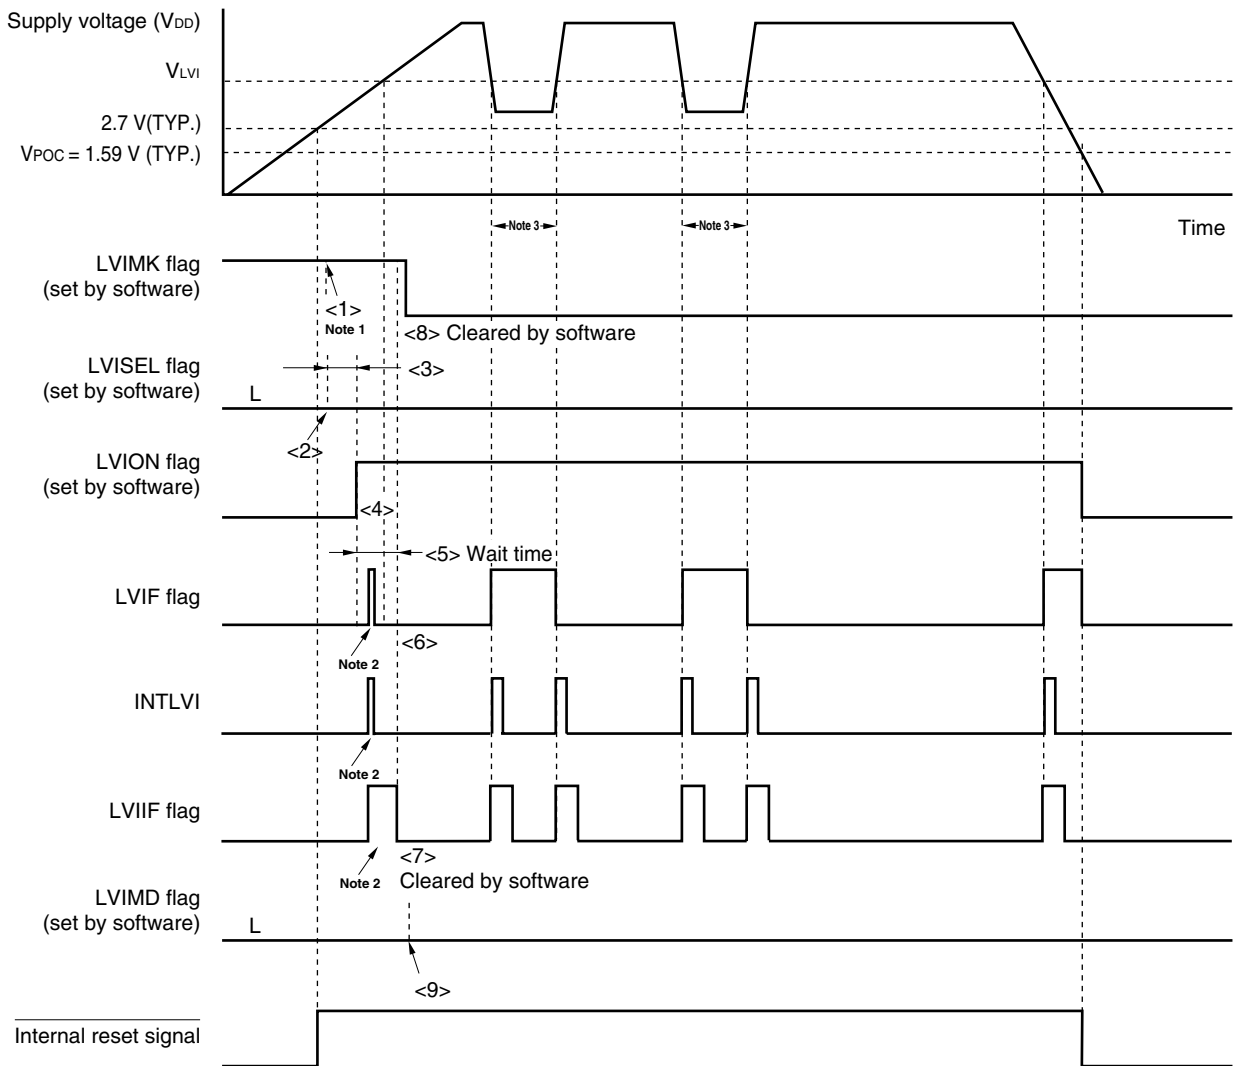 Supply voltage (VDD)
VLVI
2.7 V(TYP.)
VPOC = 1.59 V (TYP.)
Note 3
Note 3
Time
LVIMK flag
(set by software)
<1>
Note 1
<8> Cleared by software
LVISEL flag
(set by software)
L
<3>
<2>
LVION flag
(set by software)
<4>
<5> Wait time
LVIF flag
<6>
Note 2
INTLVI
Note 2
LVIIF flag
<7>
Note 2
Cleared by software
LVIMD flag
(set by software)
L
<9>
Internal reset signal